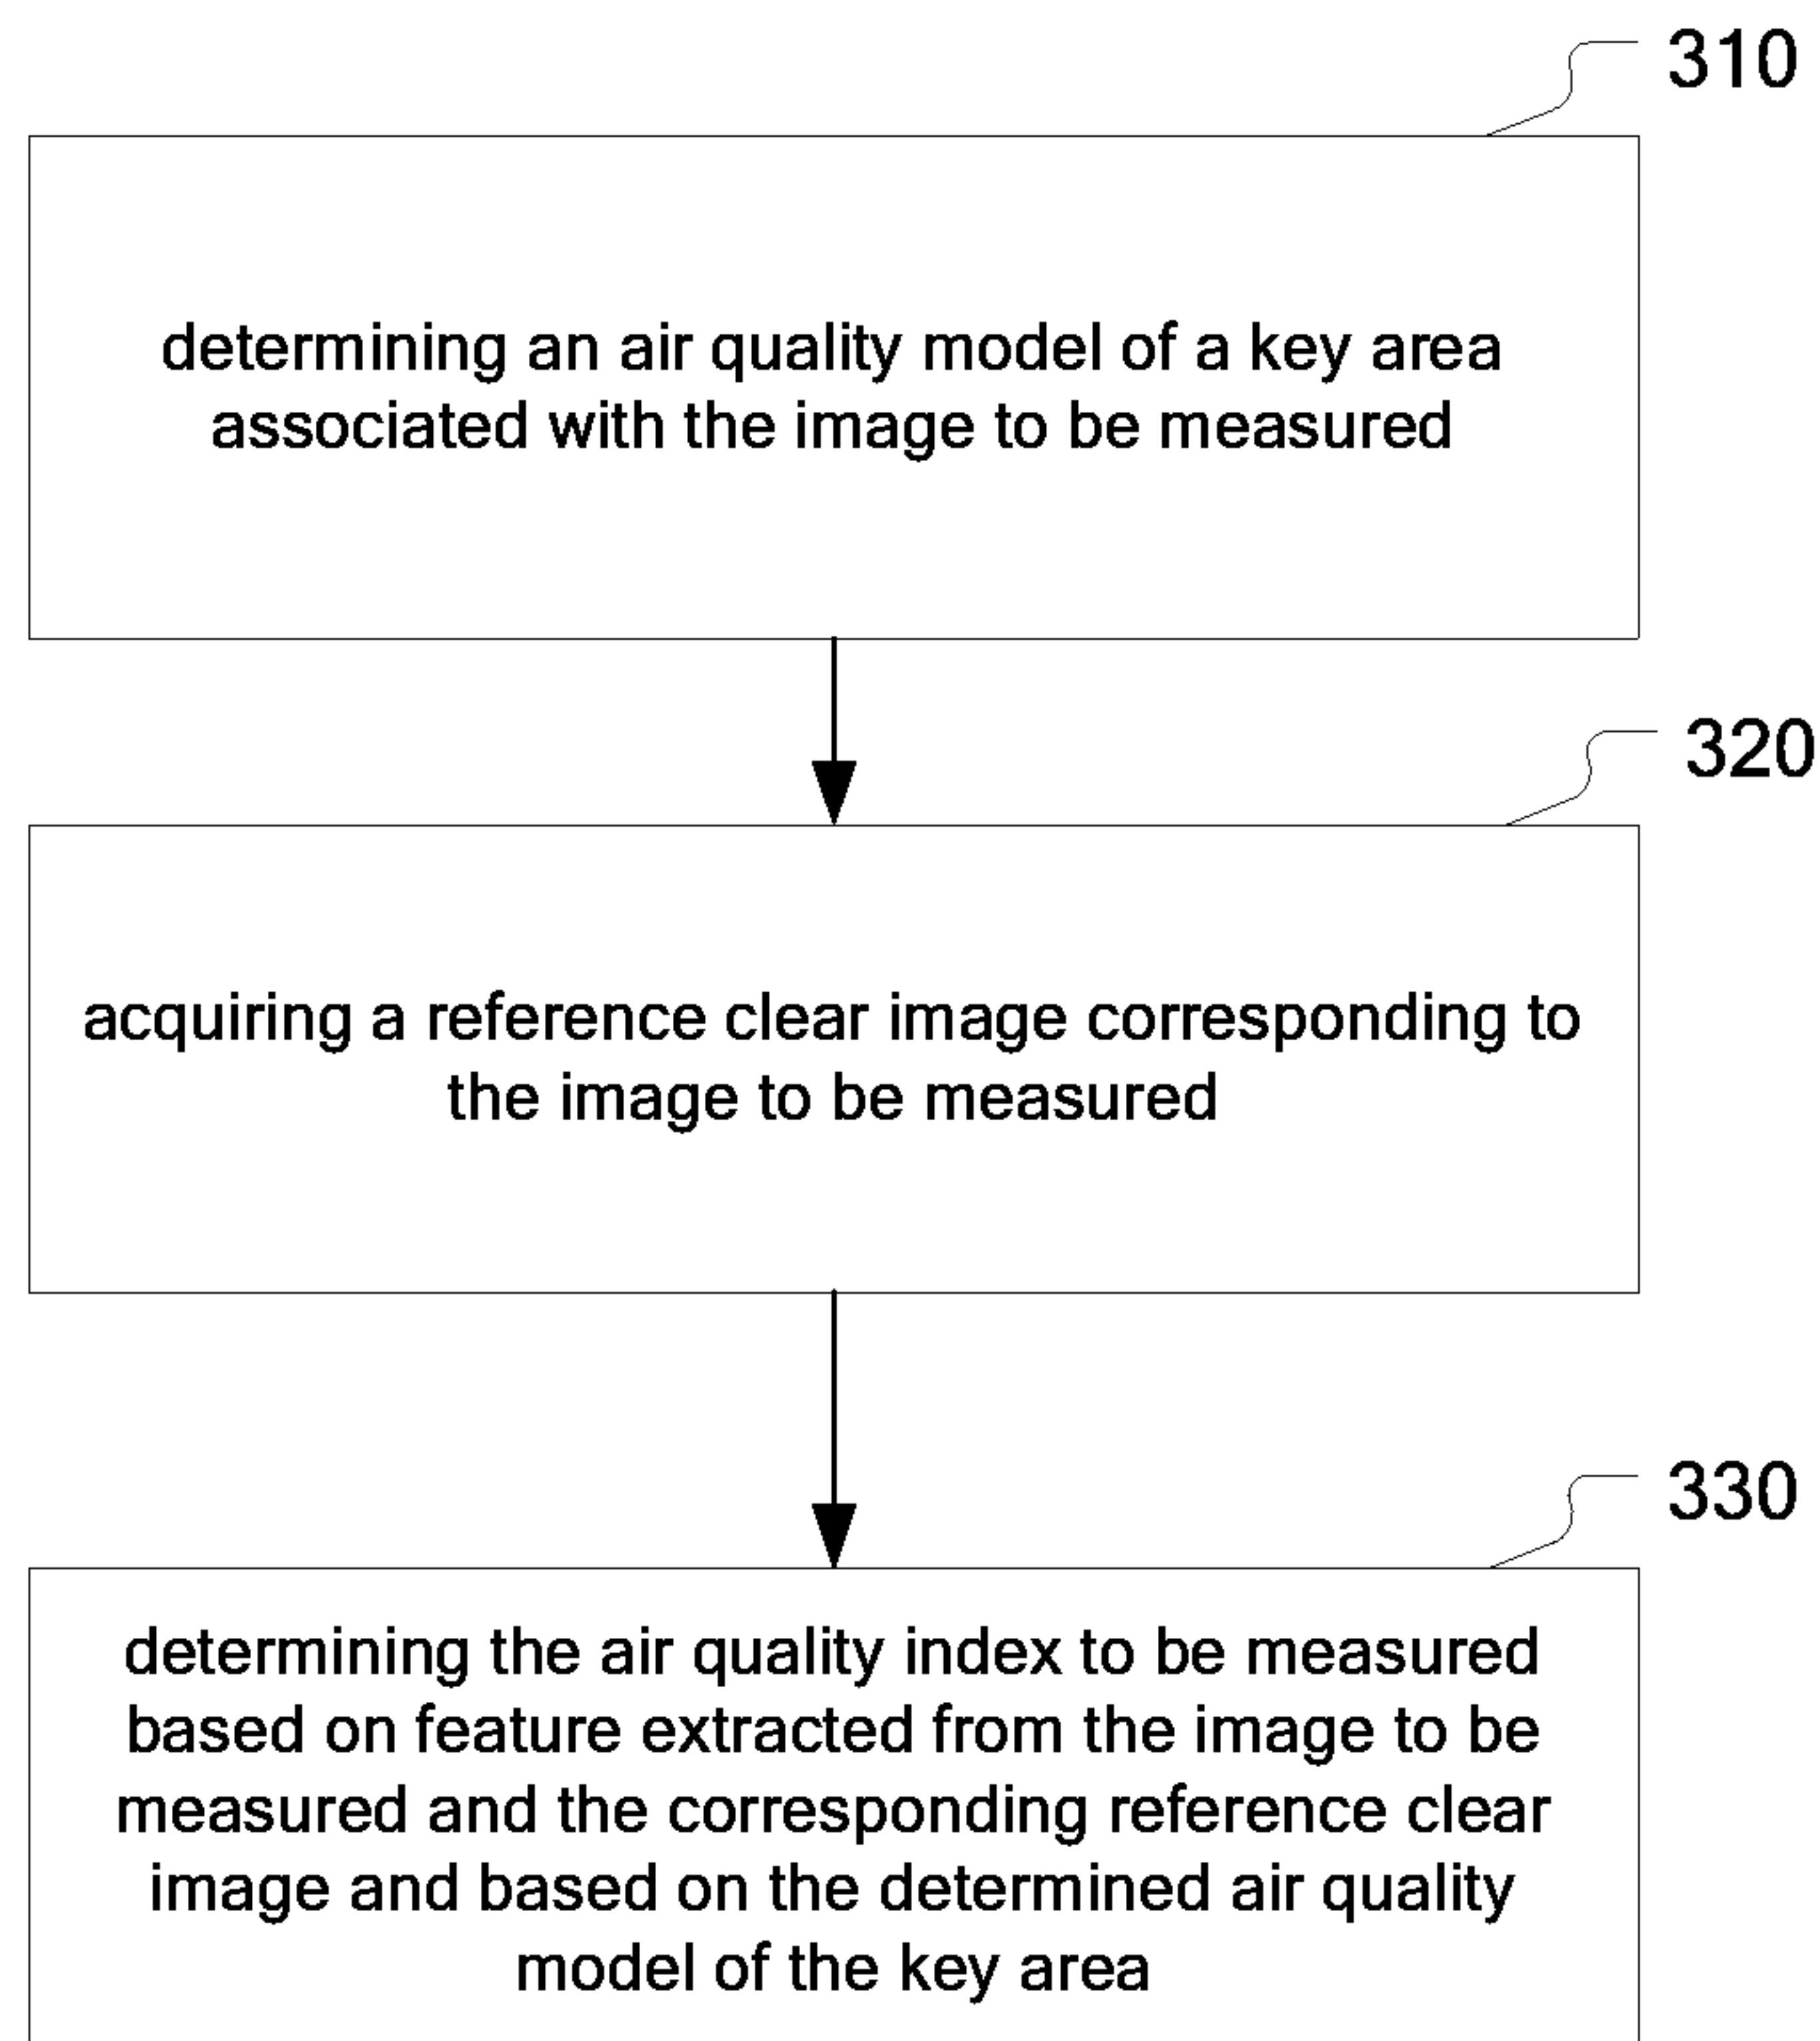 310
determining an air quality model of a key area
associated with the image to be measured
320
acquiring a reference clear image corresponding to
the image to be measured
330
determining the air quality index to be measured
based on feature extracted from the image to be
measured and the corresponding reference clear
image and based on the determined air quality
model of the key area